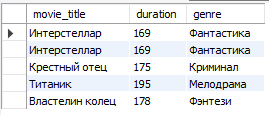 movie_title duration genre
Интерстеллар 169 Фантастика
Интерстеллар 169 Фантастика
Крестный отец 175 Криминал
Титаник 195 Мелодрама
Властелин колец 178 Фэнтези